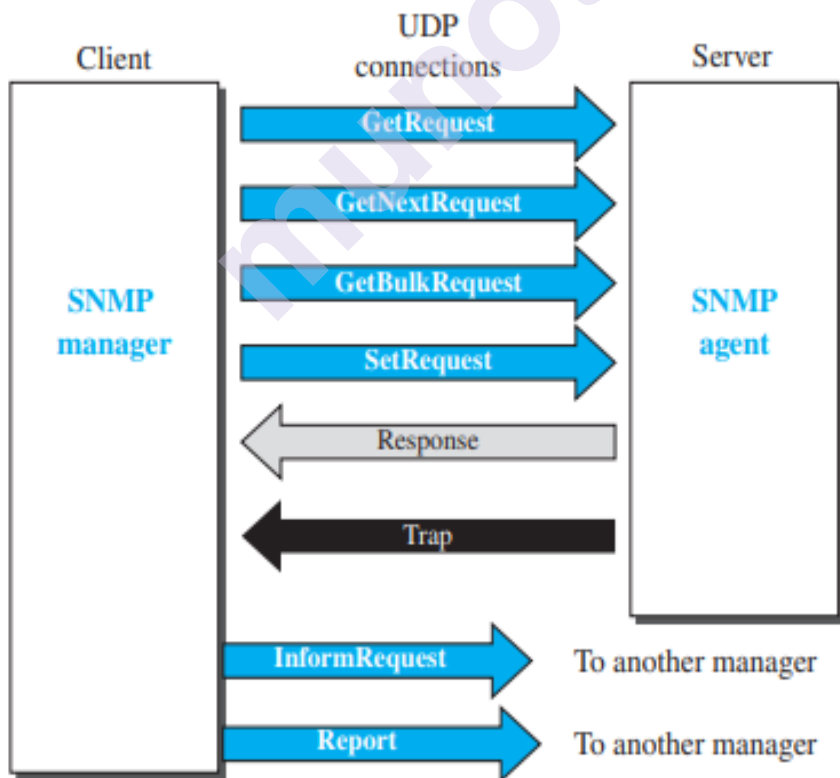 UDP
connections
Client
Server
GetRequest
GetNextRequest
GetBulkRequest
SetRequest
SNMP
manager
SNMP
agent
Response
Trap
InformRequest
To another manager
Report
To another manager